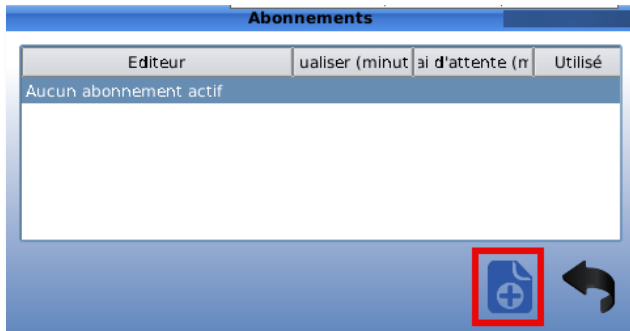 Abonnements
Editeur ualiser (minut ai d'attente (m Utilisé
Aucun abonnement actif